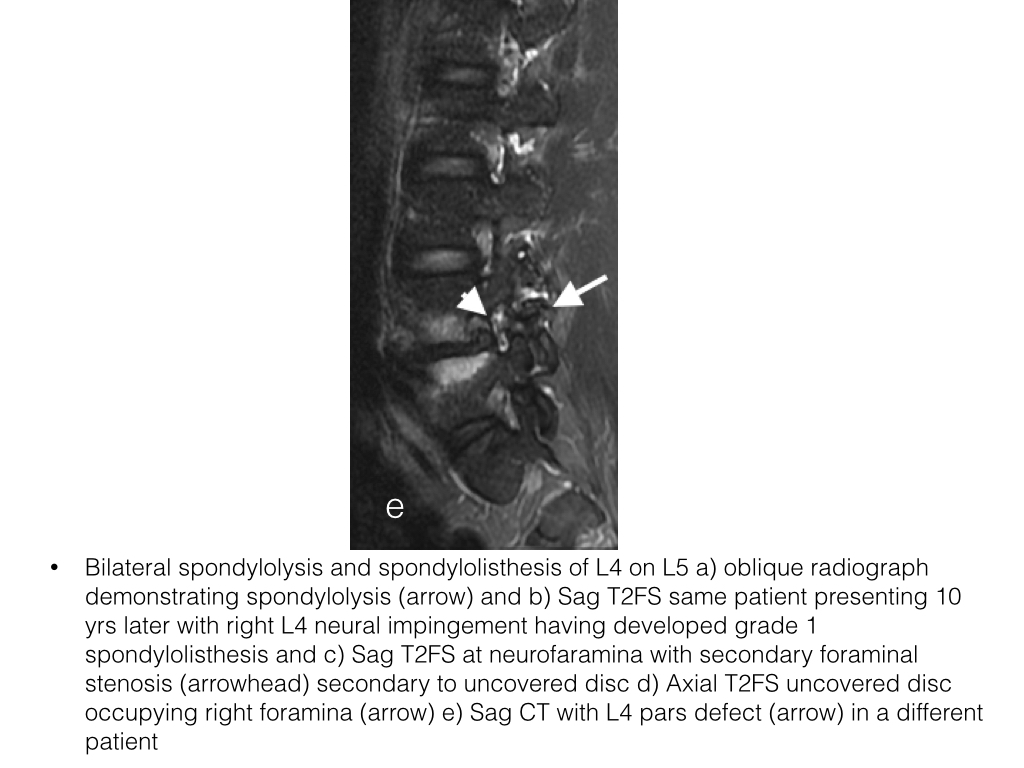 e
• Bilateral spondylolysis and spondylolisthesis of L4 on L5 a) oblique radiograph
demonstrating spondylolysis (arrow) and b) Sag T2FS same patient presenting 10
yrs later with right L4 neural impingement having developed grade 1
spondylolisthesis and c) Sag T2FS at neurofaramina with secondary foraminal
stenosis (arrowhead) secondary to uncovered disc d) Axial T2FS uncovered disc
occupying right foramina (arrow) e) Sag CT with L4 pars defect (arrow) in a different
patient